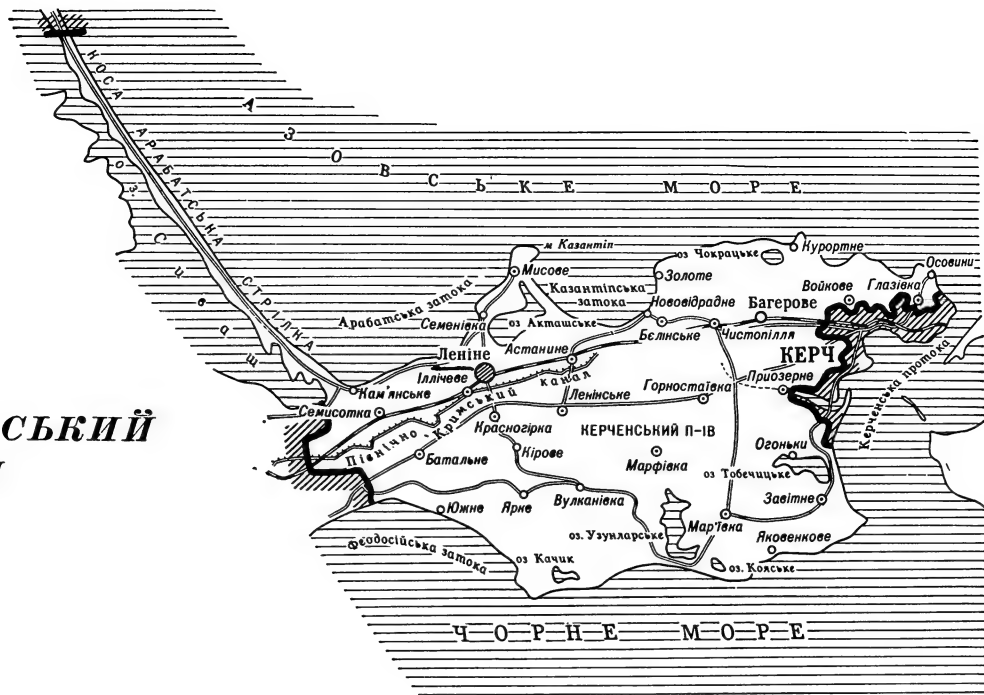 КОСА АРАБАТСЬКА СТРІЛКА
АЗОВСЬКЕ МОРЕ
оз. Сиваш
м Казантіп
оз Чокрацьке
Курортне
Осовини
Мисове
Золоте
Войкове
Глазівка
Арабатська затока
Казантіпська
затока
Нововідрадне
Багерове
Семенівка
оз Акташське
Бєлінське
Чистопілля
Леніне
Астанине
КЕРЧ
Керченська протока
Іллічеве
Приозерне
Кам'янське
Північно-Кримський канал
Горностаївка
Семисотка
Ленінське
СЬКИЙ
Красногірка
КЕРЧЕНСЬКИЙ П-ІВ
Батальне
Кірове
Марфівка
Огоньки
оз Тобечицьке
Южне
Ярне
Вулканівка
Завітне
Мар'ївка
оз. Узунларське
Яковенкове
Феодосійська затока
оз Качик
оз. Кояське
ЧОРНЕ МОРЕ